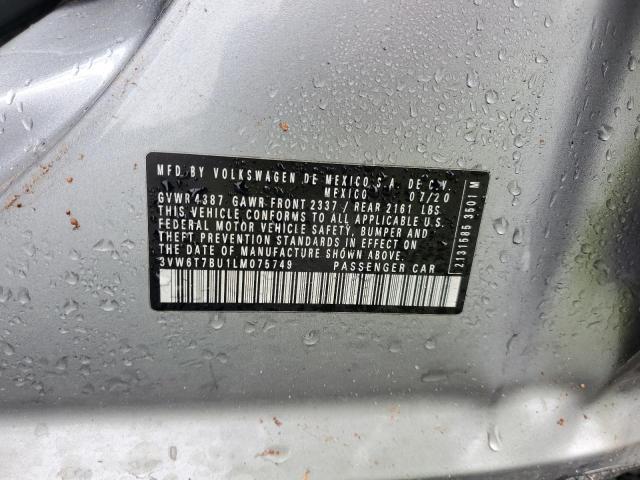 MFD. BY VOLKSWAGEN DE MEXICO S.A. DE C.V.
MEXICO 07/20
GVWR 4387 GAWR FRONT 2337 / REAR 2161 LBS
THIS VEHICLE CONFORMS TO ALL APPLICABLE U.S.
FEDERAL MOTOR VEHICLE SAFETY, BUMPER AND
THEFT PREVENTION STANDARDS IN EFFECT ON
THE DATE OF MANUFACTURE SHOWN ABOVE.
3VW6T7BU1LM075749 PASSENGER CAR
2131585 3501 M